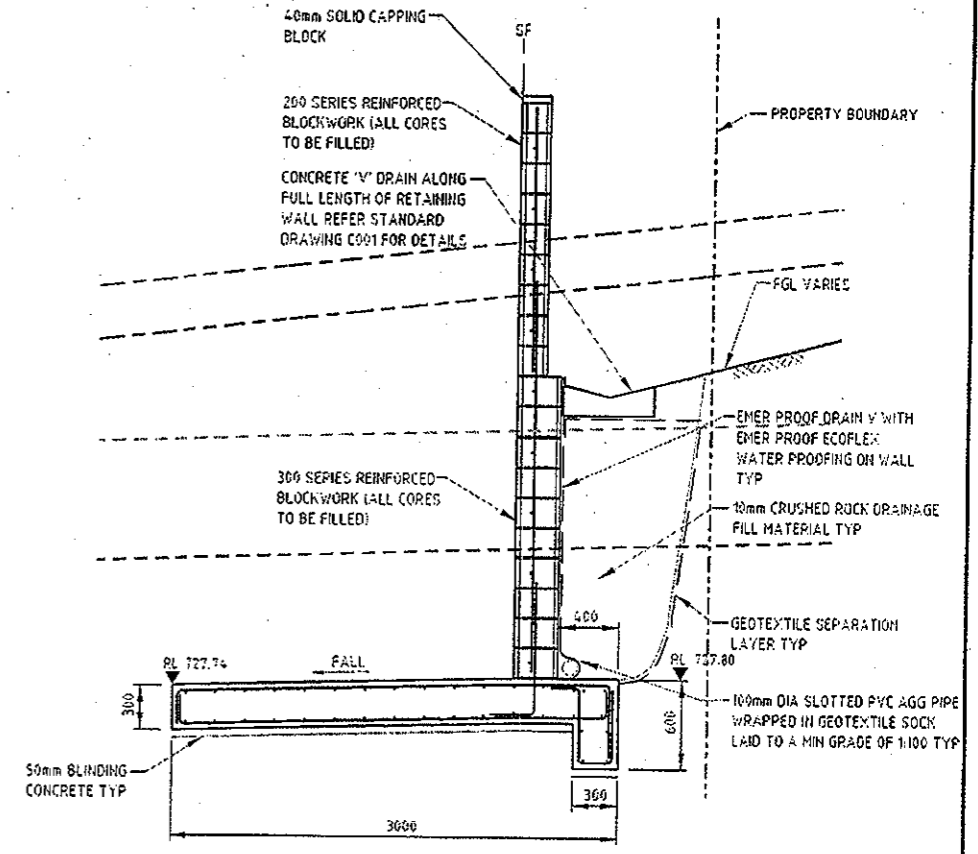 40mm SOLID CAPPING
BLOCK
SF
200 SERIES REINFORCED
BLOCKWORK (ALL CORES
TO BE FILLED)
PROPERTY BOUNDARY
CONCRETE 'V' DRAIN ALONG
FULL LENGTH OF RETAINING
WALL REFER STANDARD
DRAWING C001 FOR DETAILS
FGL VARIES
EMER PROOF DRAIN V WITH
EMER PROOF ECOFLEX
WATER PROOFING ON WALL
TYP
300 SERIES REINFORCED
BLOCKWORK (ALL CORES
TO BE FILLED)
10mm CRUSHED ROCK DRAINAGE
FILL MATERIAL TYP
400
GEOTEXTILE SEPARATION
LAYER TYP
RL 727.74
FALL
RL 727.80
300
600
100mm DIA SLOTTED PVC AGG PIPE
WRAPPED IN GEOTEXTILE SOCK
LAID TO A MIN GRADE OF 1:100 TYP
50mm BLINDING
CONCRETE TYP
300
3000